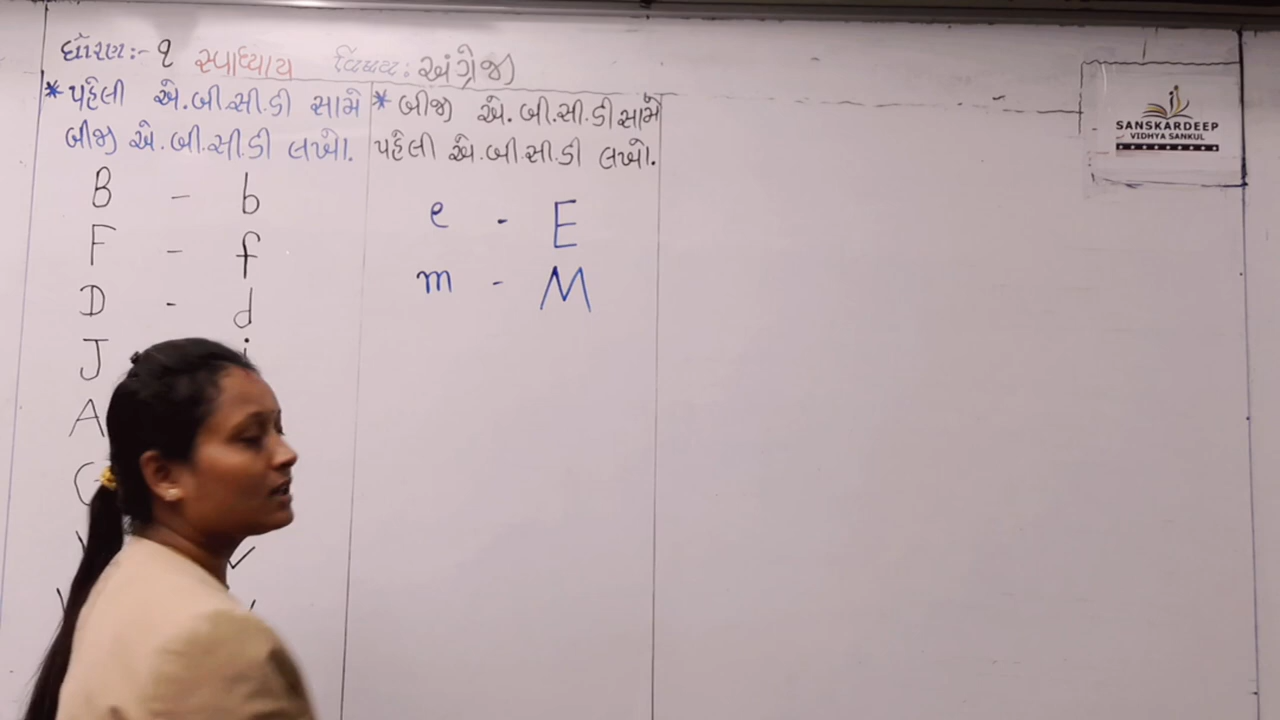 ધોરણ:- ૧ સ્વાધ્યાય વિષય: અંગ્રેજી
* પહેલી એ.બી.સી.ડી સામે
બીજી એ.બી.સી.ડી લખો.
B - b
F - f
D - d
J
A
* બીજી એ.બી.સી.ડી સામે
પહેલી એ.બી.સી.ડી લખો.
e - E
m - M
SANSKARDEEP
VIDHYA SANKUL